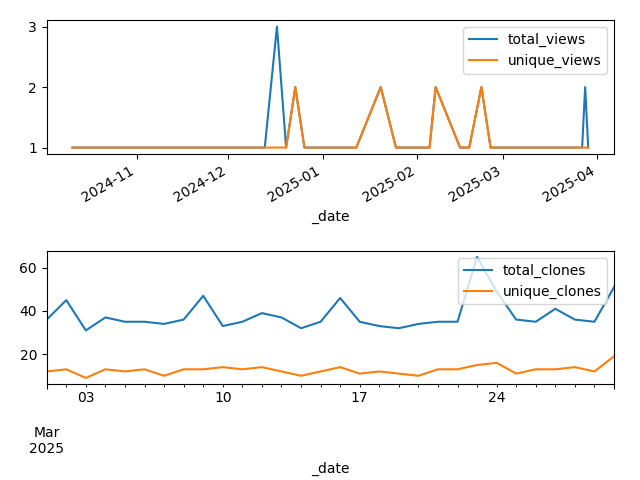 3
2
1
total_views
unique_views
2024-11
2024-12
2025-01
2025-02
2025-03
2025-04
_date
60
40
20
total_clones
unique_clones
03
10
17
24
Mar
2025
_date